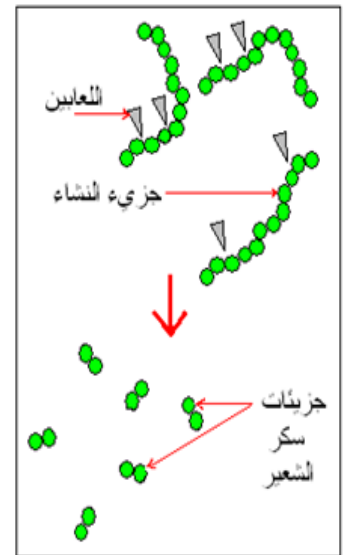 اللعابين
جزيء النشاء
جزيئات
سكر
الشعير